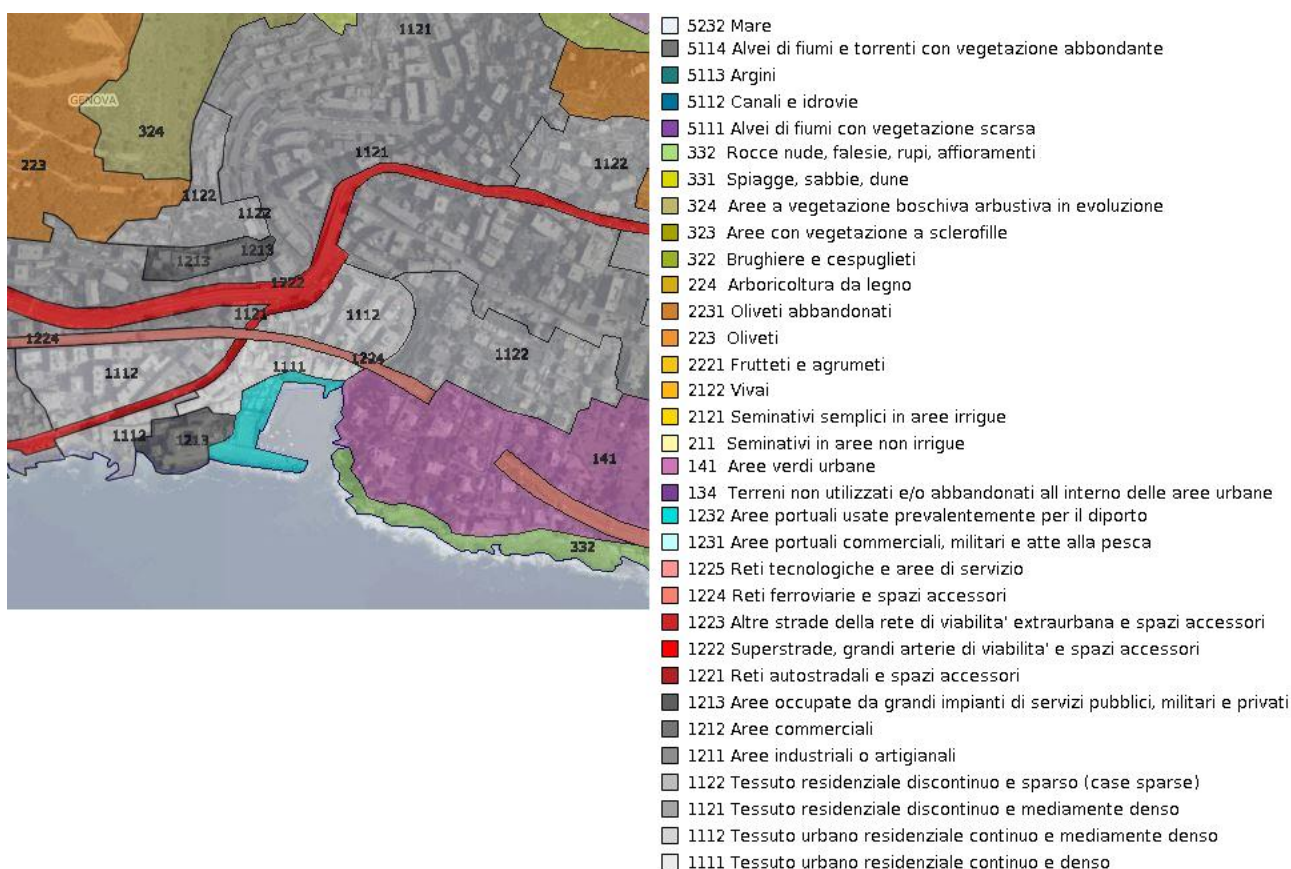 1121
GENOVA
324
1121
223
1122
1122
1122
1213
1213
1222
1121
1112
1224
1224
1122
1111
1112
1112
1213
141
332
5232 Mare
5114 Alvei di fiumi e torrenti con vegetazione abbondante
5113 Argini
5112 Canali e idrovie
5111 Alvei di fiumi con vegetazione scarsa
332 Rocce nude, falesie, rupi, affioramenti
331 Spiagge, sabbie, dune
324 Aree a vegetazione boschiva arbustiva in evoluzione
323 Aree con vegetazione a sclerofille
322 Brughiere e cespuglieti
224 Arboricoltura da legno
2231 Oliveti abbandonati
223 Oliveti
2221 Frutteti e agrumeti
2122 Vivai
2121 Seminativi semplici in aree irrigue
211 Seminativi in aree non irrigue
141 Aree verdi urbane
134 Terreni non utilizzati e/o abbandonati all interno delle aree urbane
1232 Aree portuali usate prevalentemente per il diporto
1231 Aree portuali commerciali, militari e atte alla pesca
1225 Reti tecnologiche e aree di servizio
1224 Reti ferroviarie e spazi accessori
1223 Altre strade della rete di viabilita' extraurbana e spazi accessori
1222 Superstrade, grandi arterie di viabilita' e spazi accessori
1221 Reti autostradali e spazi accessori
1213 Aree occupate da grandi impianti di servizi pubblici, militari e privati
1212 Aree commerciali
1211 Aree industriali o artigianali
1122 Tessuto residenziale discontinuo e sparso (case sparse)
1121 Tessuto residenziale discontinuo e mediamente denso
1112 Tessuto urbano residenziale continuo e mediamente denso
1111 Tessuto urbano residenziale continuo e denso